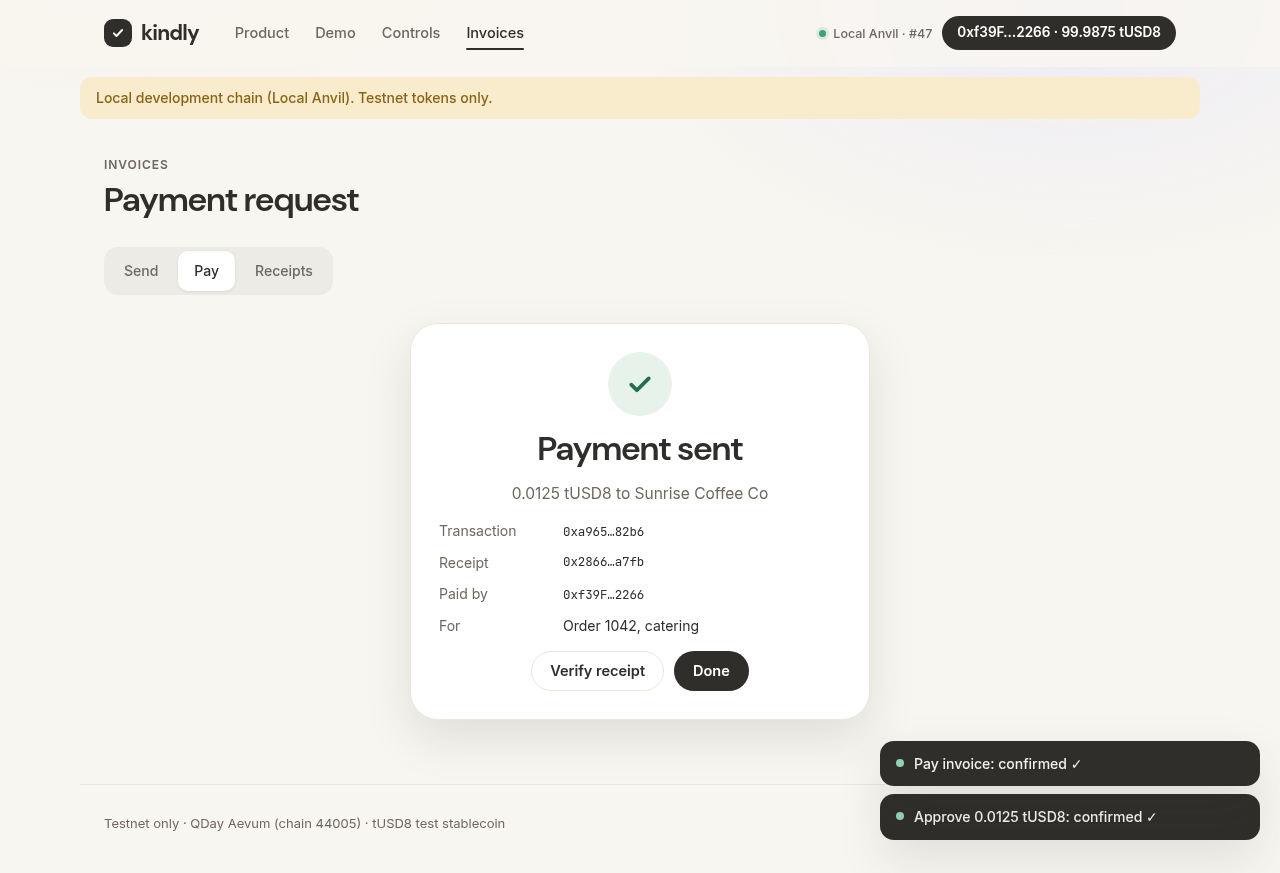 kindly
Product
Demo
Controls
Invoices
Local Anvil · #47
0xf39F…2266 · 99.9875 tUSD8
Local development chain (Local Anvil). Testnet tokens only.
INVOICES
Payment request
Send
Pay
Receipts
Payment sent
0.0125 tUSD8 to Sunrise Coffee Co
Transaction 0xa965…82b6
Receipt 0x2866…a7fb
Paid by 0xf39F…2266
For Order 1042, catering
Verify receipt
Done
Pay invoice: confirmed ✓
Approve 0.0125 tUSD8: confirmed ✓
Testnet only · QDay Aevum (chain 44005) · tUSD8 test stablecoin